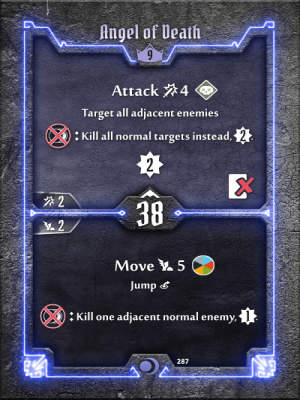 Angel of Death
9
Attack 4
Target all adjacent enemies
: Kill all normal targets instead, 2.
2
2
38
2
Move 5
Jump
: Kill one adjacent normal enemy, 1.
287